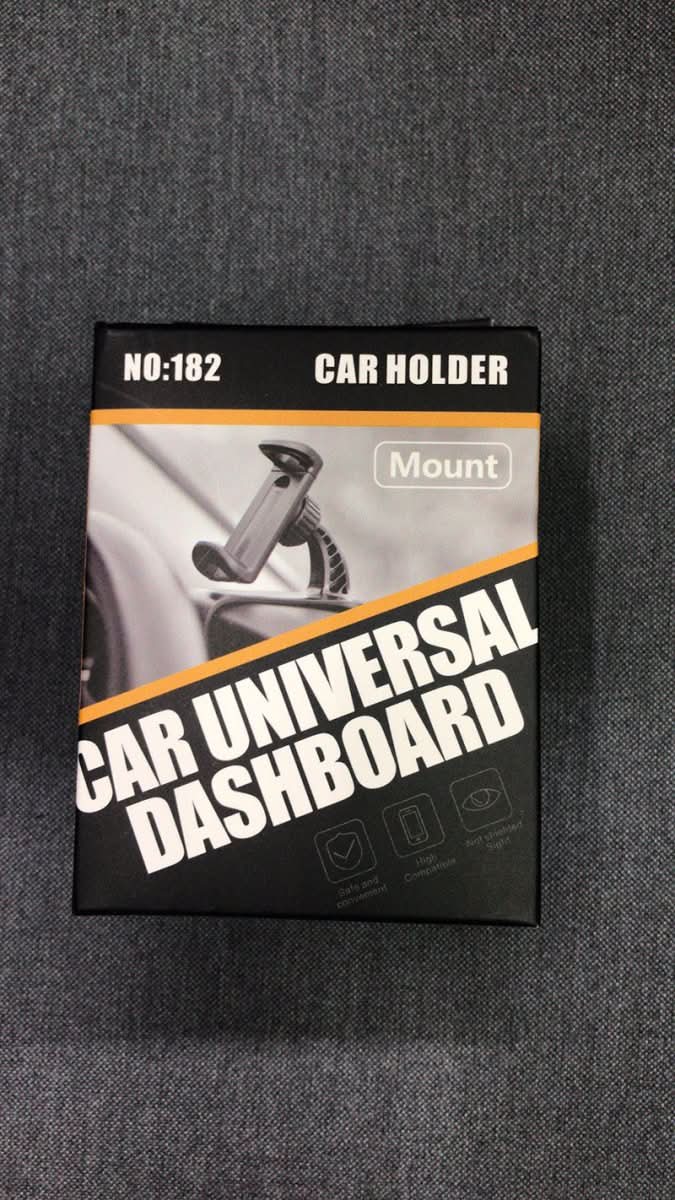 NO:182
CAR HOLDER
Mount
CAR UNIVERSAL
DASHBOARD
Safe and
convenient
High
Compatible
Not shielded
Sight